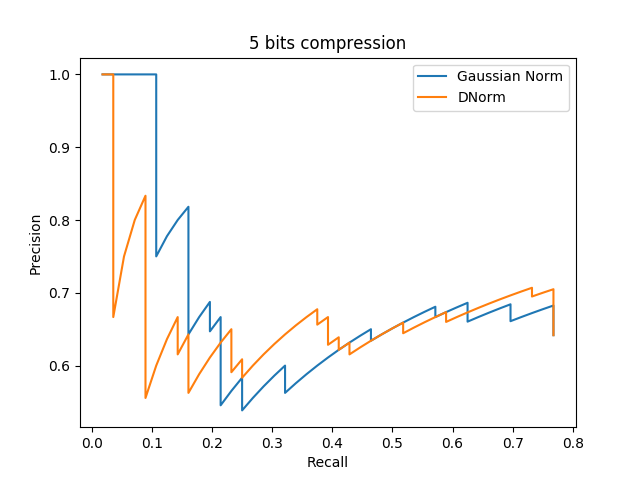 5 bits compression
Gaussian Norm
DNorm
Precision
1.0
0.9
0.8
0.7
0.6
0.0 0.1 0.2 0.3 0.4 0.5 0.6 0.7 0.8
Recall